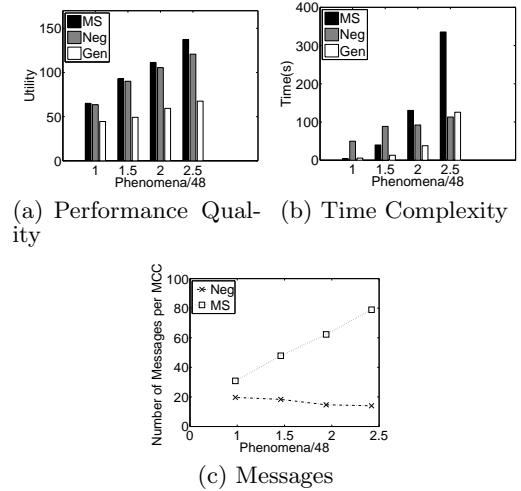 MS
Neg
Gen
150
100
50
0
Utility
1 1.5 2 2.5
Phenomena/48
(a) Performance Qual-
ity
MS
Neg
Gen
400
300
200
100
0
Time(s)
1 1.5 2 2.5
Phenomena/48
(b) Time Complexity
Neg
MS
100
80
60
40
20
0
Number of Messages per MCC
0 1 1.5 2 2.5
Phenomena/48
(c) Messages